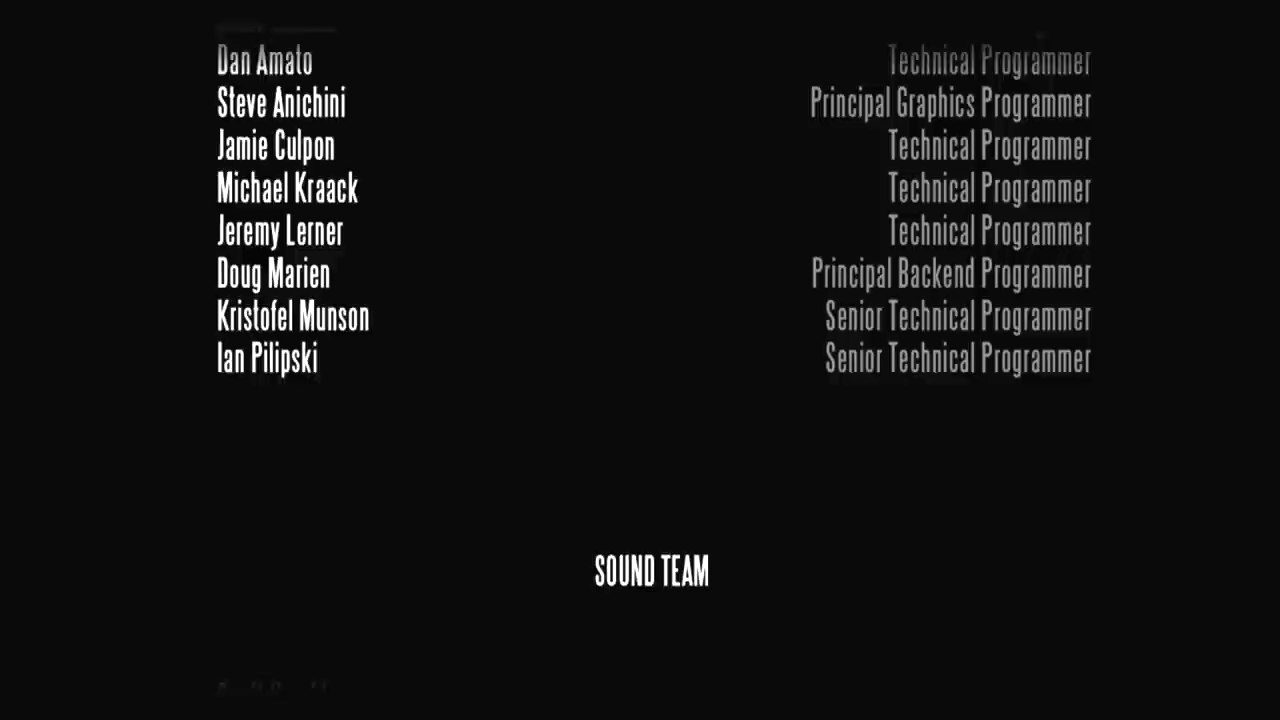 Dan Amato Technical Programmer
Steve Anichini Principal Graphics Programmer
Jamie Culpon Technical Programmer
Michael Kraack Technical Programmer
Jeremy Lerner Technical Programmer
Doug Marien Principal Backend Programmer
Kristofel Munson Senior Technical Programmer
Ian Pilipski Senior Technical Programmer
SOUND TEAM